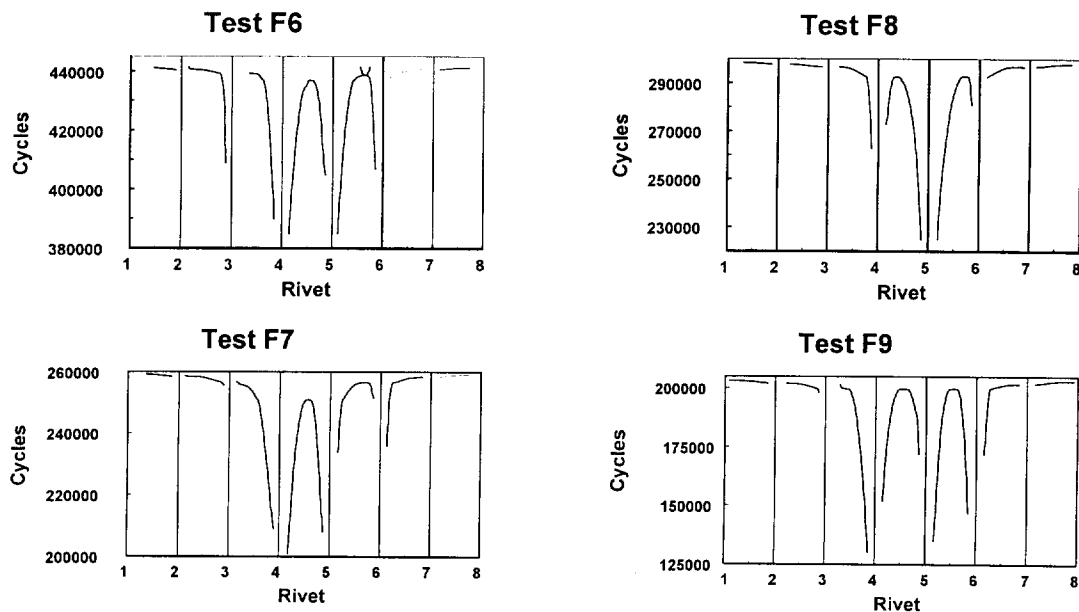 Test F6
440000
420000
400000
380000
Cycles
1 2 3 4 5 6 7 8
Rivet
Test F8
290000
270000
250000
230000
Cycles
1 2 3 4 5 6 7 8
Rivet
Test F7
260000
240000
220000
200000
Cycles
1 2 3 4 5 6 7 8
Rivet
Test F9
200000
175000
150000
125000
Cycles
1 2 3 4 5 6 7 8
Rivet